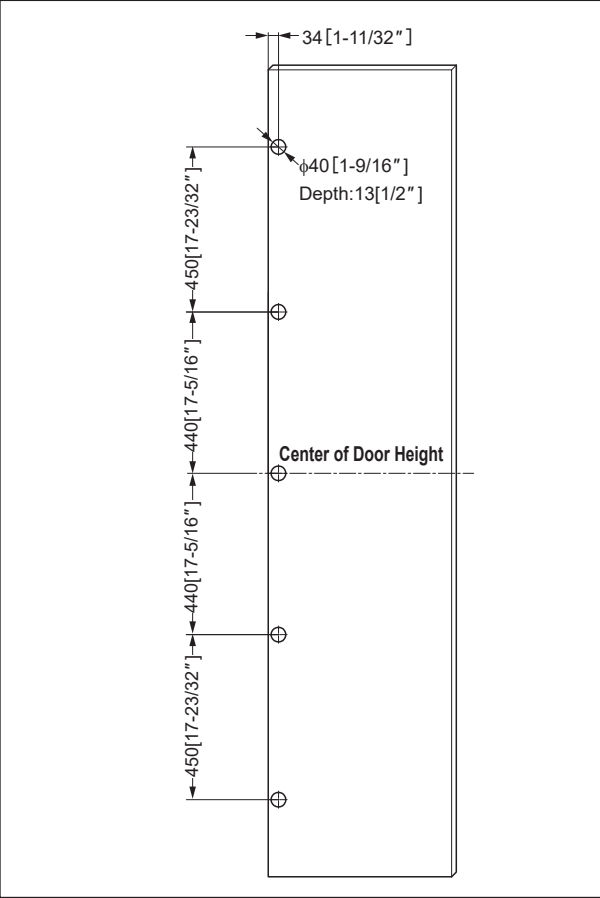 34[1-11/32″]
ϕ40[1-9/16″]
Depth:13[1/2″]
450[17-23/32″]
440[17-5/16″]
Center of Door Height
440[17-5/16″]
450[17-23/32″]